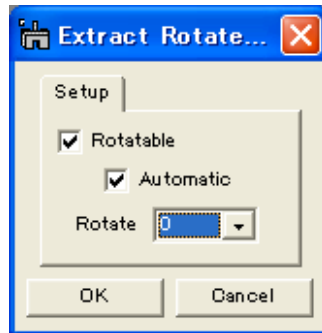 Extract Rotate...
Setup
Rotatable
Automatic
Rotate 0
OK Cancel